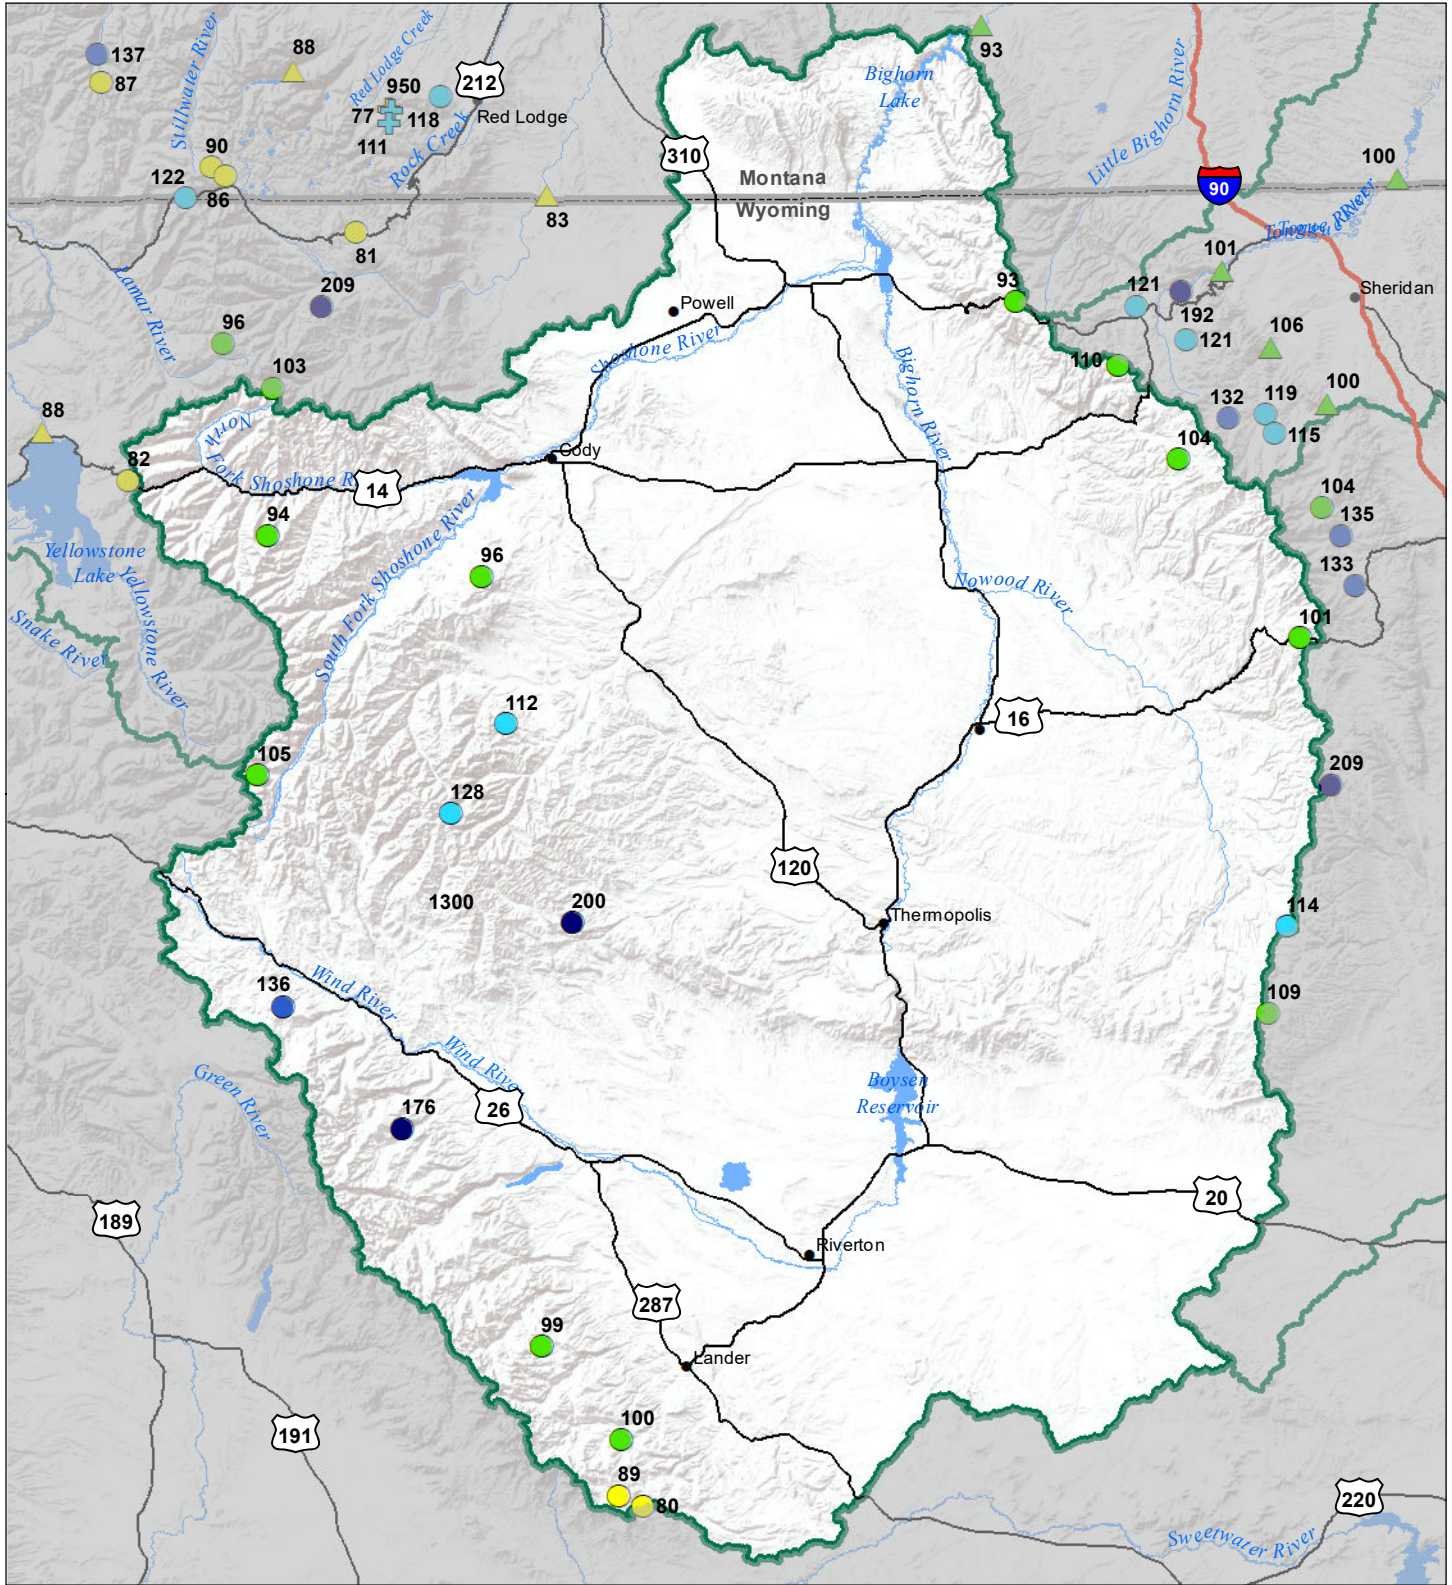 137
87
Stillwater River
88
Red Lodge Creek
950
77
118
111
212
Red Lodge
Rock Creek
90
86
122
81
83
310
Bighorn
Lake
93
Little Bighorn River
90
100
Montana
Wyoming
Tongue River
Tongue River
101
Lamar River
209
96
103
Powell
Shoshone River
93
121
192
121
Sheridan
106
110
Bighorn River
132
119
100
115
104
88
82
North
Fork Shoshone R
14
Cody
94
96
South Fork Shoshone River
104
135
133
Yellowstone
Lake
Yellowstone River
Snake River
Nowood River
101
112
16
105
128
209
120
1300
200
Thermopolis
114
136
Wind River
109
Wind River
Green River
Boysen
Reservoir
176
26
189
20
Riverton
287
99
Lander
191
100
89
80
220
Sweetwater River